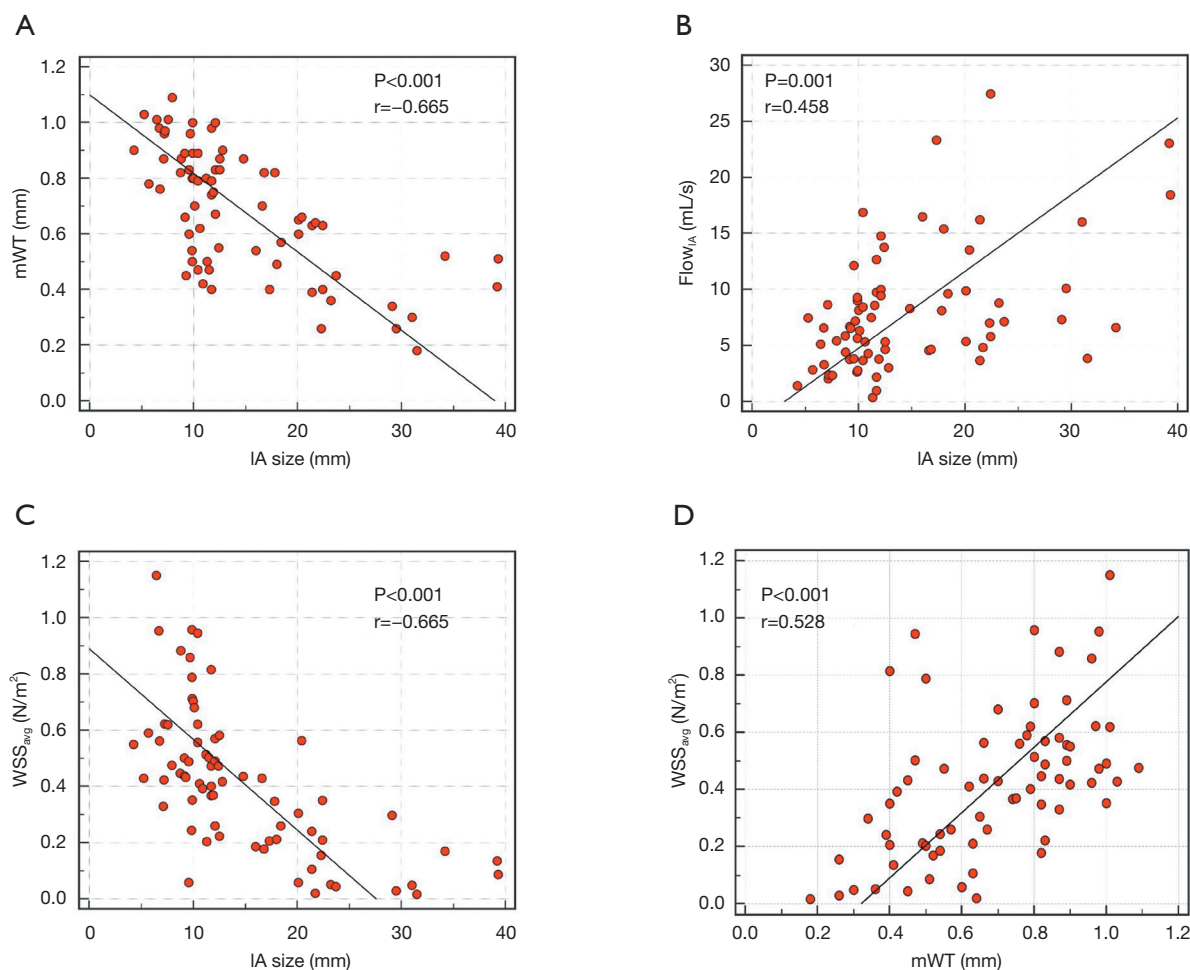 A
P<0.001
r=−0.665
mWT (mm)
1.2
1.0
0.8
0.6
0.4
0.2
0.0
0 10 20 30 40
IA size (mm)
B
P=0.001
r=0.458
Flow_IA (mL/s)
30
25
20
15
10
5
0
0 10 20 30 40
IA size (mm)
C
P<0.001
r=−0.665
WSS_avg (N/m²)
1.2
1.0
0.8
0.6
0.4
0.2
0.0
0 10 20 30 40
IA size (mm)
D
P<0.001
r=0.528
WSS_avg (N/m²)
1.2
1.0
0.8
0.6
0.4
0.2
0.0
0.0 0.2 0.4 0.6 0.8 1.0 1.2
mWT (mm)